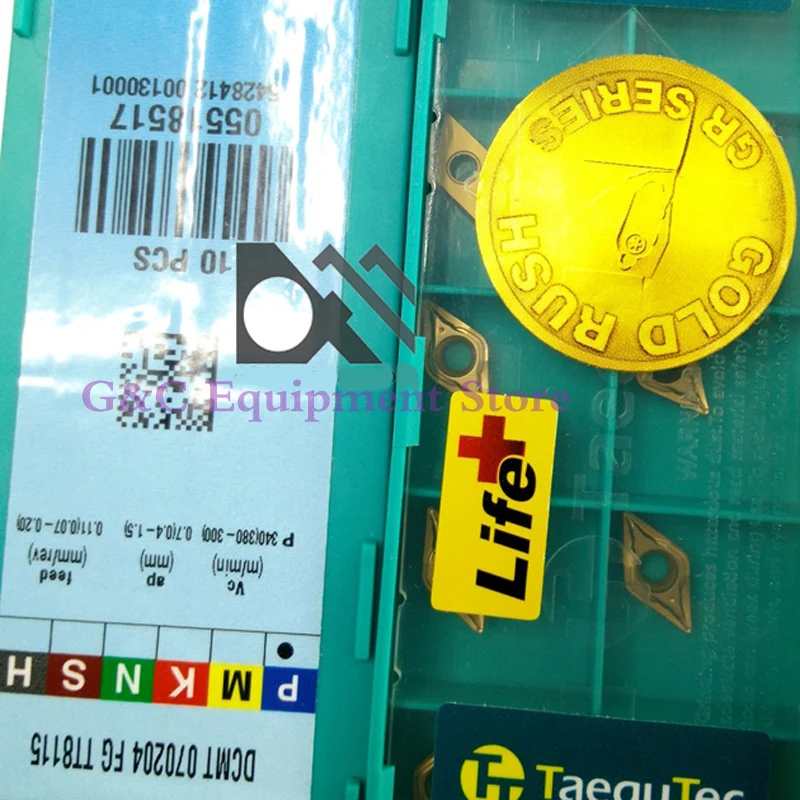 DCMT 070204 FG TT8115
P M K N S H
Vc ap feed
(m/min) (mm) (mm/rev)
P 340(380-300) 0.7(0.4-1.5) 0.11(0.07-0.20)
10 PCS
05518517
5428412 00130001
GOLD RUSH
GR SERIES
Life+
G&C Equipment Store
TaeguTec
WARNING